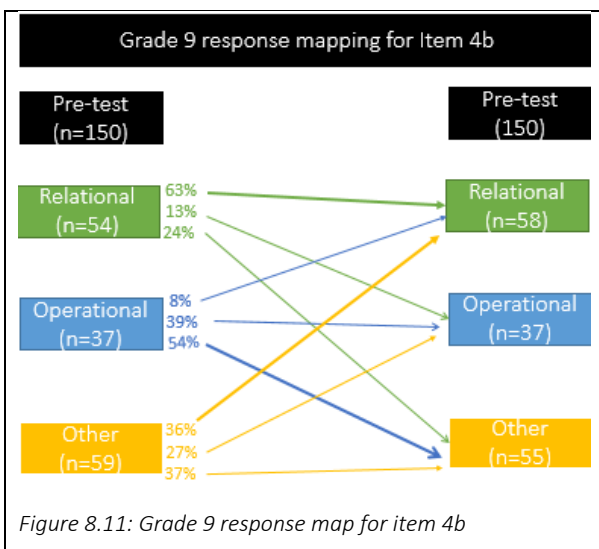 Grade 9 response mapping for Item 4b
Pre-test
(n=150)
Pre-test
(150)
Relational
(n=54)
63%
13%
24%
Relational
(n=58)
Operational
(n=37)
8%
39%
54%
Operational
(n=37)
Other
(n=59)
36%
27%
37%
Other
(n=55)
Figure 8.11: Grade 9 response map for item 4b